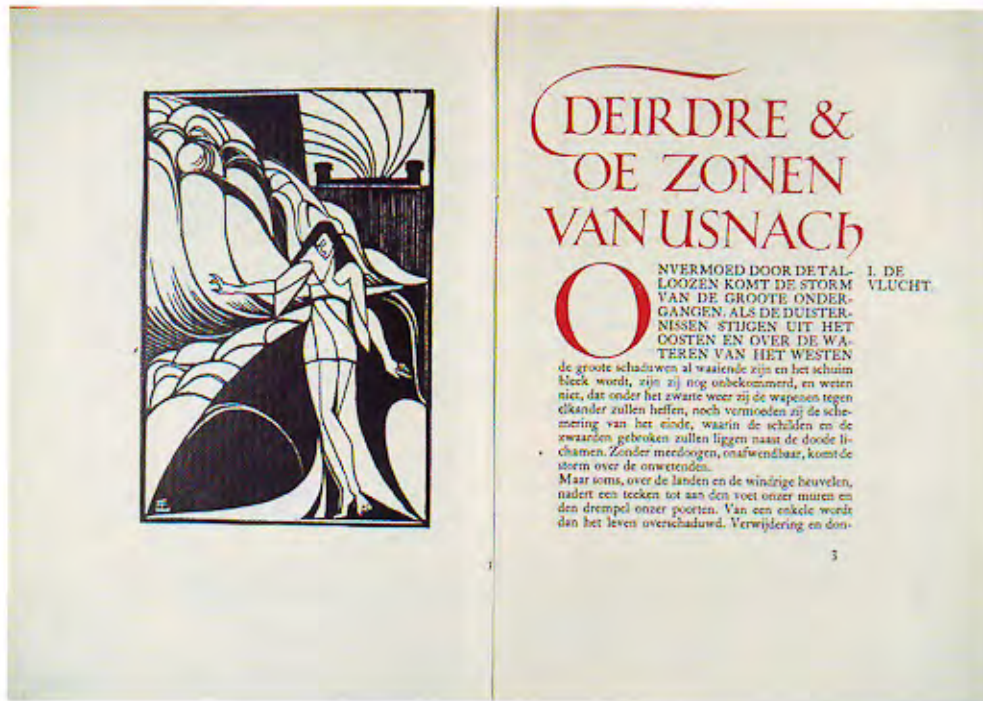 DEIRDRE &
DE ZONEN
VAN USNACH
ONVERMOED DOOR DE TAL-
LOOZEN KOMT DE STORM
VAN DE GROOTE ONDER-
GANGEN. ALS DE DUISTER-
NISSEN STIJGEN UIT HET
OOSTEN EN OVER DE WA-
TEREN VAN HET WESTEN
de groote schaduwen al waaiende zijn en het schuim
bleek wordt, zijn zij nog onbekommerd, en weten
niet, dat onder het zwarte weer zij de wapenen tegen
elkander zullen heffen, noch vermoeden zij de sche-
mering van het einde, waarin de schilden en de
zwaarden gebroken zullen liggen naast de doode li-
chamen. Zonder meedoogen, onafwendbaar, komt de
storm over de onwetenden.
Maar soms, over de landen en de windrige heuvelen,
nadert een teeken tot aan den voet onzer muren en
den drempel onzer poorten. Van een enkele wordt
dan het leven overschaduwd. Verwijdering en don-
I. DE
VLUCHT.
3